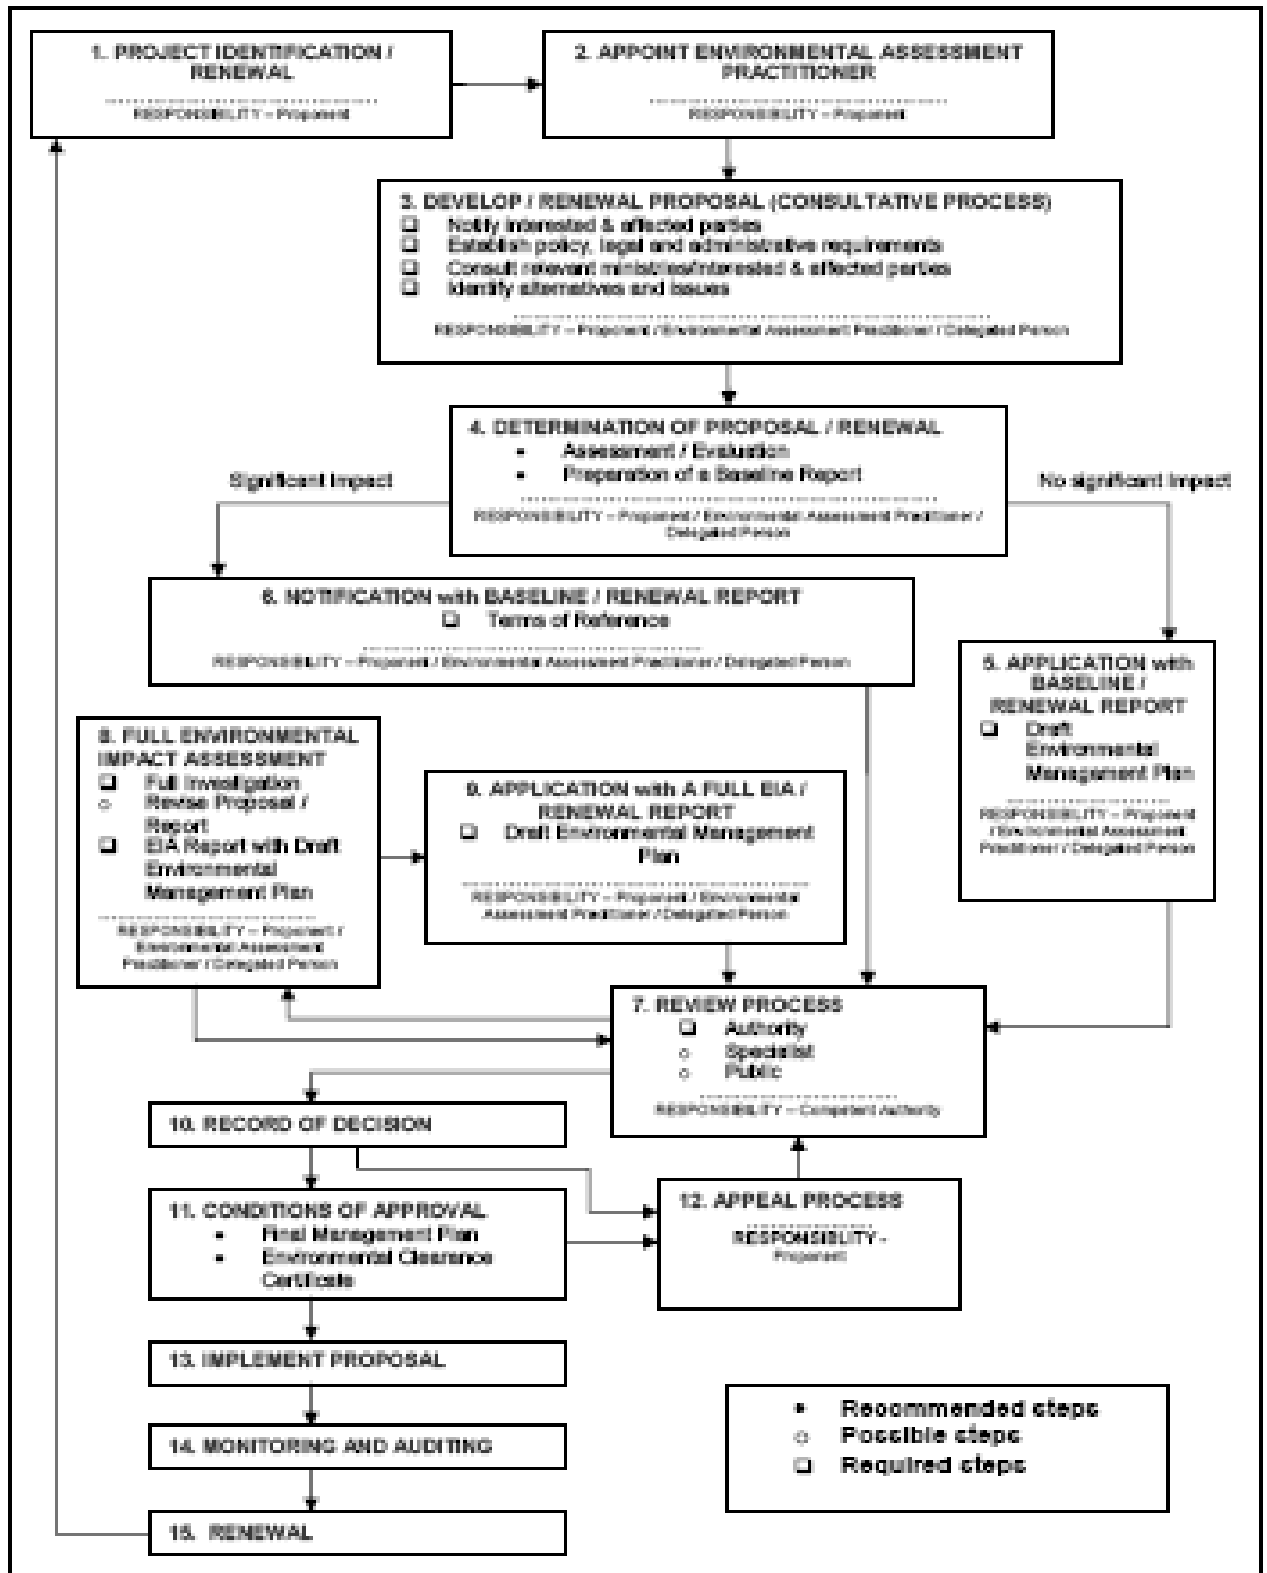 1. PROJECT IDENTIFICATION /
RENEWAL
RESPONSIBILITY – Proponent
2. APPOINT ENVIRONMENTAL ASSESSMENT
PRACTITIONER
RESPONSIBILITY – Proponent
3. DEVELOP / RENEWAL PROPOSAL (CONSULTATIVE PROCESS)
❑ Notify interested & affected parties
❑ Establish policy, legal and administrative requirements
❑ Consult relevant ministries/interested & affected parties
❑ Identify alternatives and issues
RESPONSIBILITY – Proponent / Environmental Assessment Practitioner / Delegated Person
4. DETERMINATION OF PROPOSAL / RENEWAL
• Assessment / Evaluation
• Preparation of a Baseline Report
RESPONSIBILITY – Proponent / Environmental Assessment Practitioner /
Delegated Person
Significant Impact
No significant Impact
6. NOTIFICATION with BASELINE / RENEWAL REPORT
❑ Terms of Reference
RESPONSIBILITY – Proponent / Environmental Assessment Practitioner / Delegated Person
5. APPLICATION with
BASELINE /
RENEWAL REPORT
❑ Draft
Environmental
Management Plan
RESPONSIBILITY – Proponent
/ Environmental Assessment
Practitioner / Delegated Person
8. FULL ENVIRONMENTAL
IMPACT ASSESSMENT
❑ Full Investigation
○ Revise Proposal /
Report
❑ EIA Report with Draft
Environmental
Management Plan
RESPONSIBILITY – Proponent /
Environmental Assessment
Practitioner / Delegated Person
9. APPLICATION with A FULL EIA /
RENEWAL REPORT
❑ Draft Environmental Management
Plan
RESPONSIBILITY – Proponent / Environmental
Assessment Practitioner / Delegated Person
7. REVIEW PROCESS
❑ Authority
○ Specialist
○ Public
RESPONSIBILITY – Competent Authority
10. RECORD OF DECISION
11. CONDITIONS OF APPROVAL
• Final Management Plan
• Environmental Clearance
Certificate
12. APPEAL PROCESS
RESPONSIBLITY -
Proponent
13. IMPLEMENT PROPOSAL
14. MONITORING AND AUDITING
15. RENEWAL
• Recommended steps
○ Possible steps
❑ Required steps